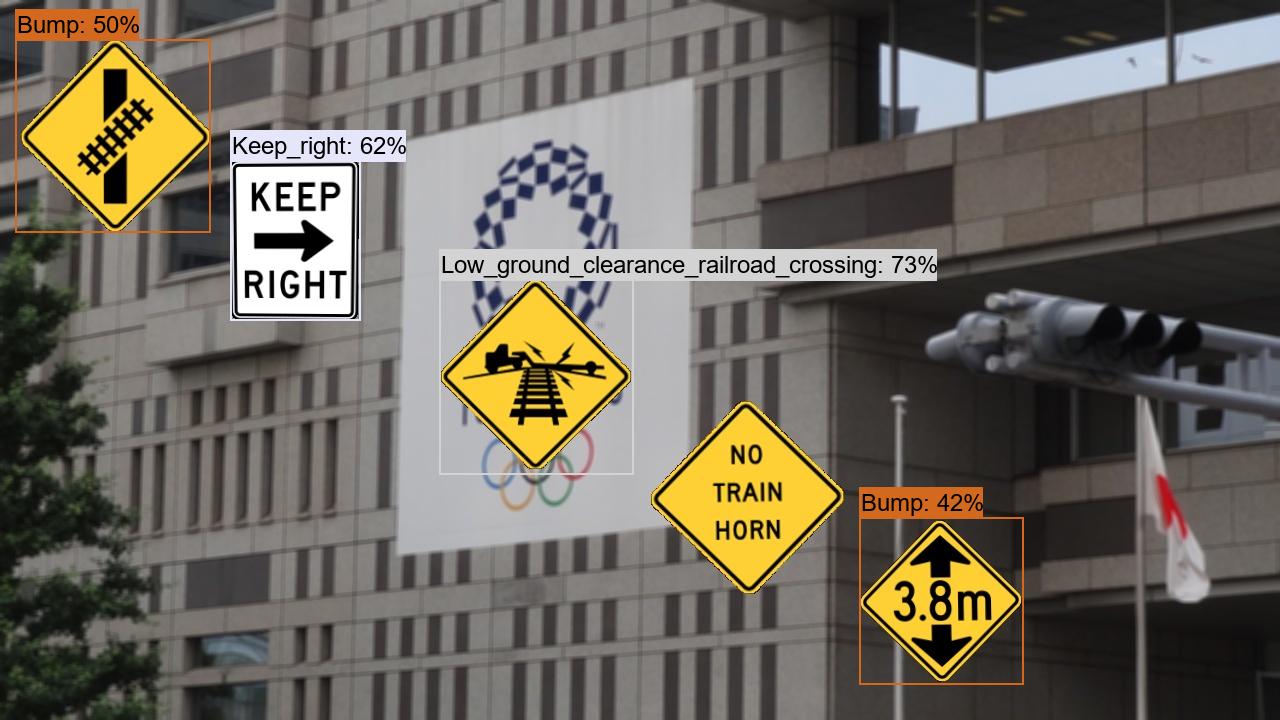 Bump: 50%
Keep_right: 62%
KEEP
RIGHT
Low_ground_clearance_railroad_crossing: 73%
NO
TRAIN
HORN
Bump: 42%
3.8m